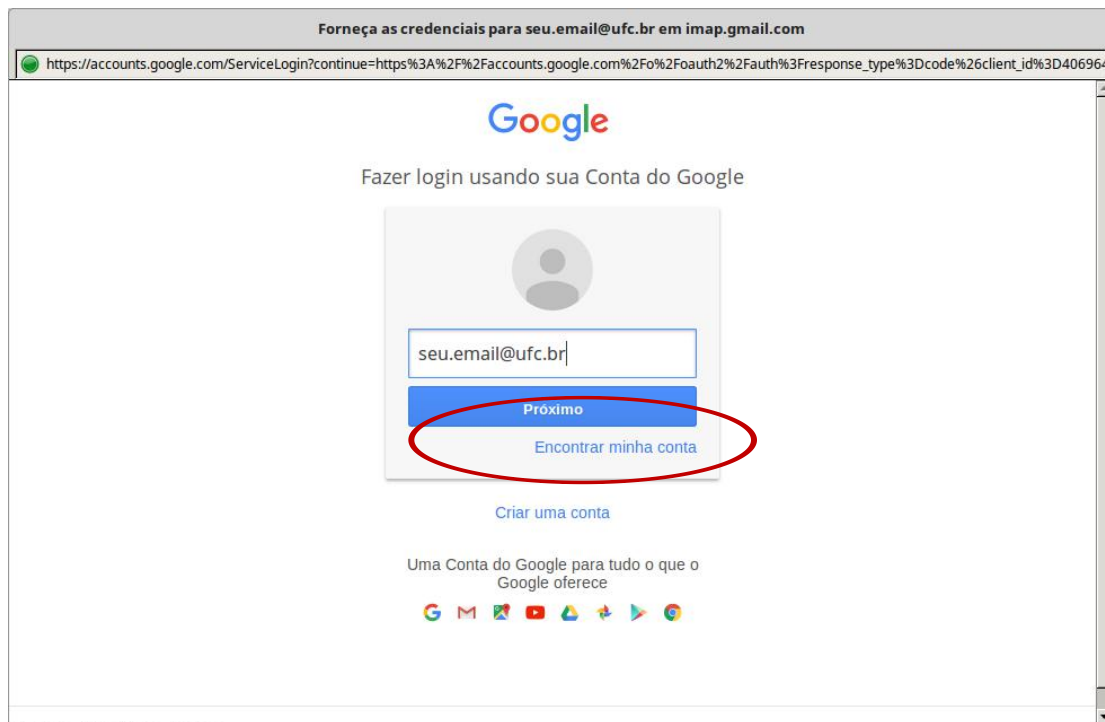 Forneça as credenciais para seu.email@ufc.br em imap.gmail.com
https://accounts.google.com/ServiceLogin?continue=https%3A%2F%2Faccounts.google.com%2Fo%2Foauth2%2Fauth%3Fresponse_type%3Dcode%26client_id%3D406964
Google
Fazer login usando sua Conta do Google
seu.email@ufc.br
Próximo
Encontrar minha conta
Criar uma conta
Uma Conta do Google para tudo o que o
Google oferece